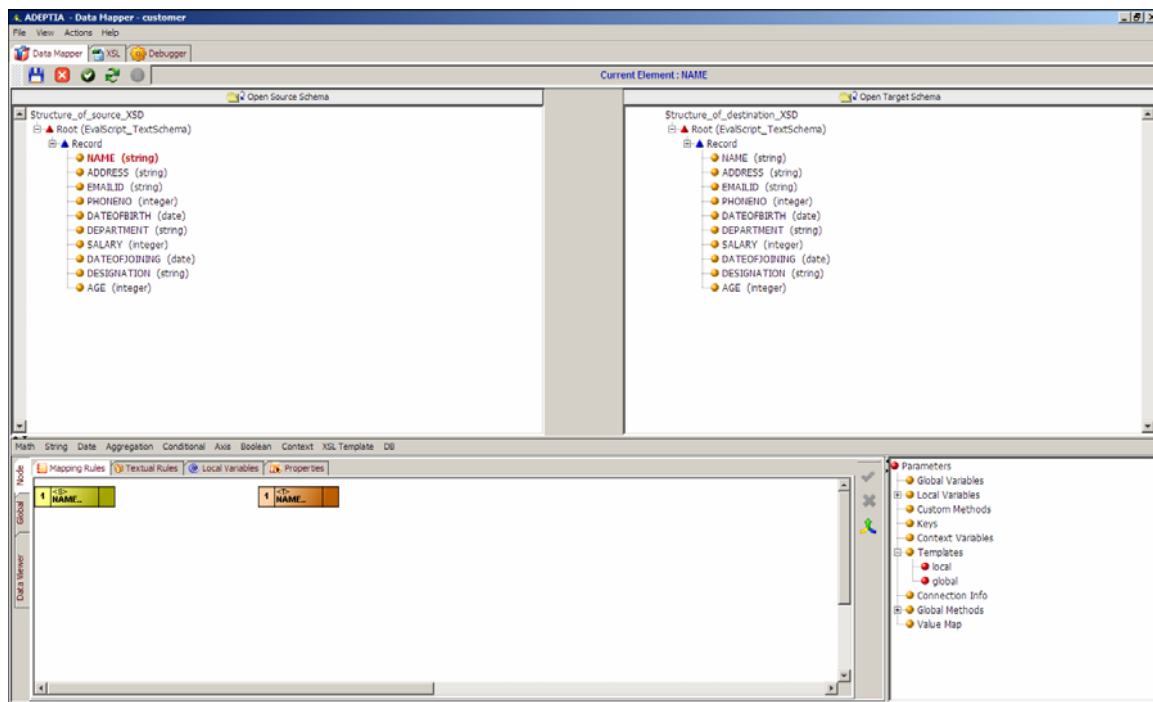 ADEPTIA - Data Mapper - customer
File View Actions Help
Data Mapper XSL Debugger
Current Element : NAME
Open Source Schema
Structure_of_source_XSD
Root (EvalScript_TextSchema)
Record
NAME (string)
ADDRESS (string)
EMAILID (string)
PHONENO (integer)
DATEOFBIRTH (date)
DEPARTMENT (string)
SALARY (integer)
DATEOFJOINING (date)
DESIGNATION (string)
AGE (integer)
Open Target Schema
Structure_of_destination_XSD
Root (EvalScript_TextSchema)
Record
NAME (string)
ADDRESS (string)
EMAILID (string)
PHONENO (integer)
DATEOFBIRTH (date)
DEPARTMENT (string)
SALARY (integer)
DATEOFJOINING (date)
DESIGNATION (string)
AGE (integer)
Math String Date Aggregation Conditional Axis Boolean Context XSL Template DB
Node
Global
Data Viewer
Mapping Rules Textual Rules Local Variables Properties
1 <S> NAME..
1 <T> NAME..
Parameters
Global Variables
Local Variables
Custom Methods
Keys
Context Variables
Templates
local
global
Connection Info
Global Methods
Value Map